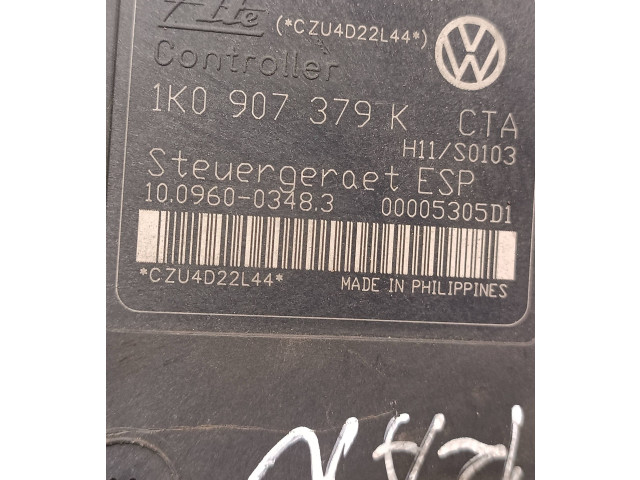 Ate (*CZU4D22L44*)
Controller
1K0 907 379 K CTA
H11/S0103
Steuergeraet ESP
10.0960-0348.3 00005305D1
*CZU4D22L44* MADE IN PHILIPPINES